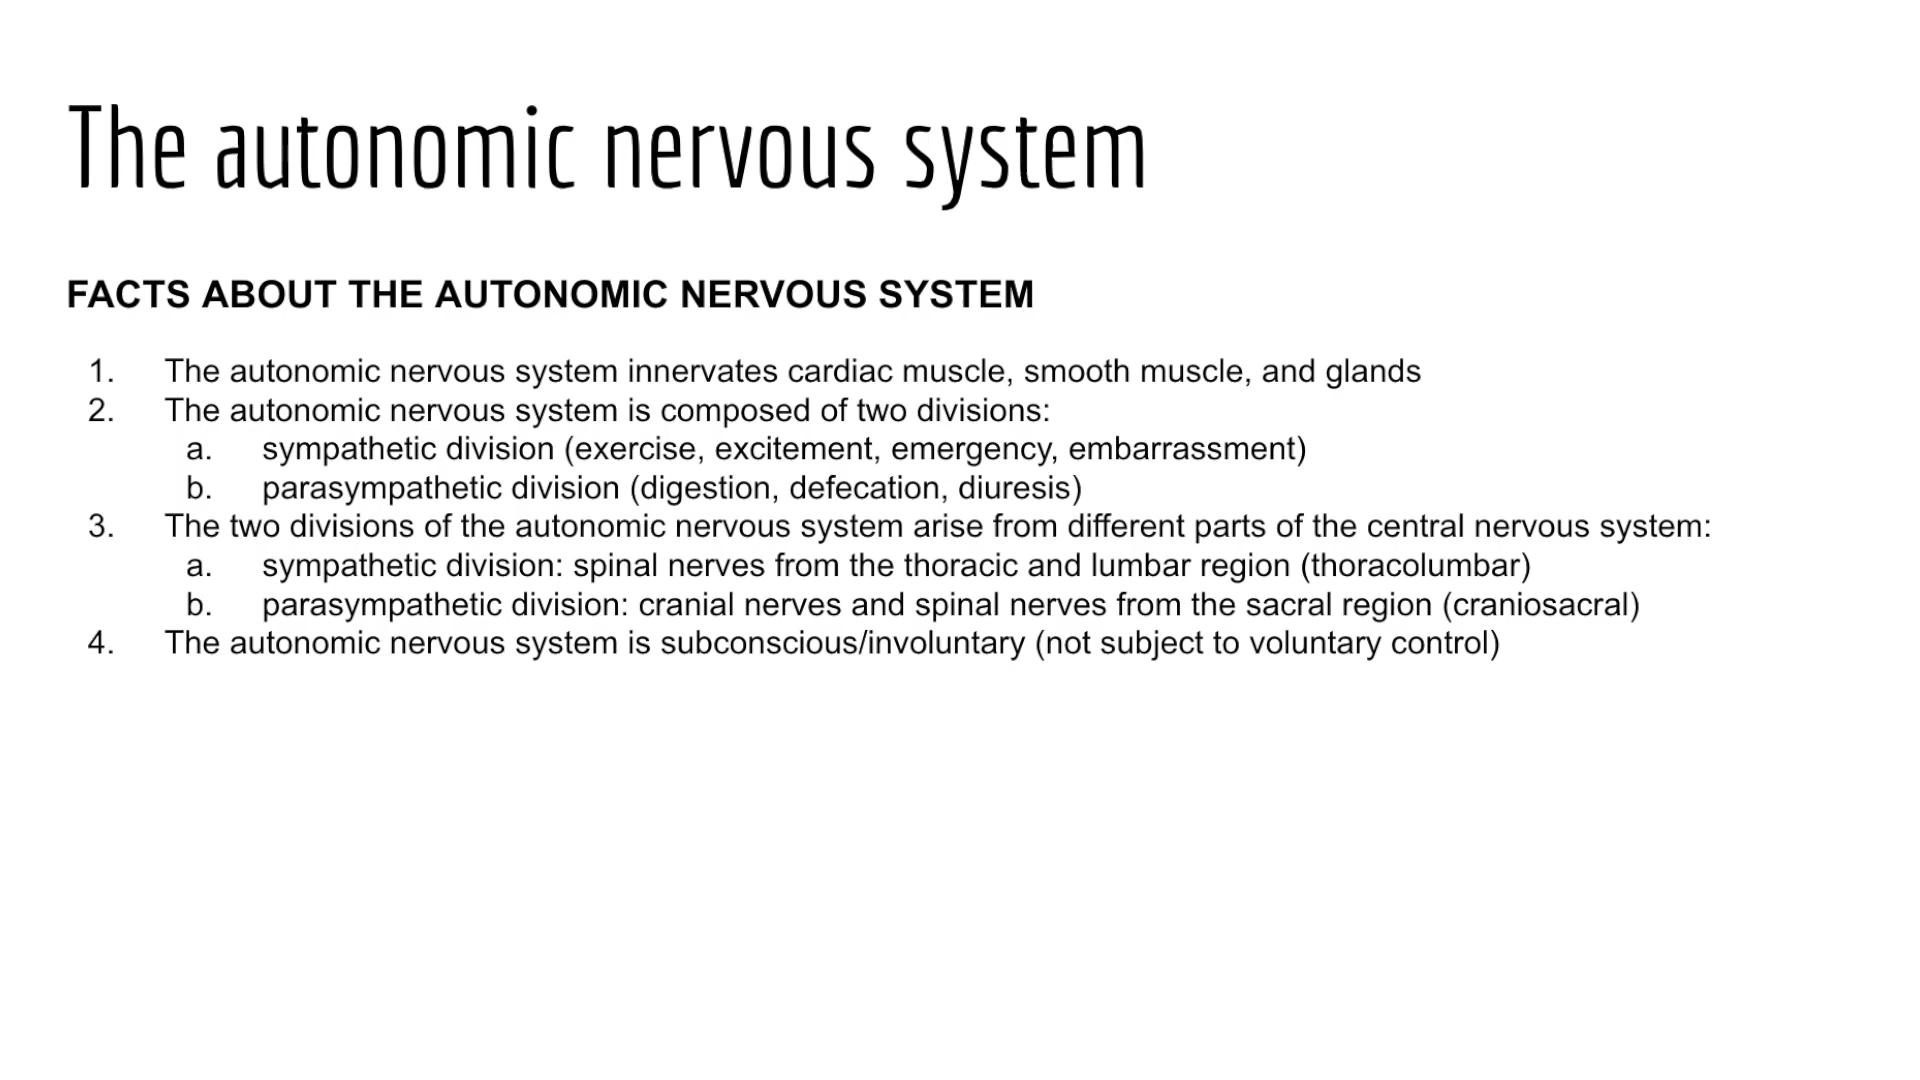 The autonomic nervous system
FACTS ABOUT THE AUTONOMIC NERVOUS SYSTEM
1. The autonomic nervous system innervates cardiac muscle, smooth muscle, and glands
2. The autonomic nervous system is composed of two divisions:
a. sympathetic division (exercise, excitement, emergency, embarrassment)
b. parasympathetic division (digestion, defecation, diuresis)
3. The two divisions of the autonomic nervous system arise from different parts of the central nervous system:
a. sympathetic division: spinal nerves from the thoracic and lumbar region (thoracolumbar)
b. parasympathetic division: cranial nerves and spinal nerves from the sacral region (craniosacral)
4. The autonomic nervous system is subconscious/involuntary (not subject to voluntary control)